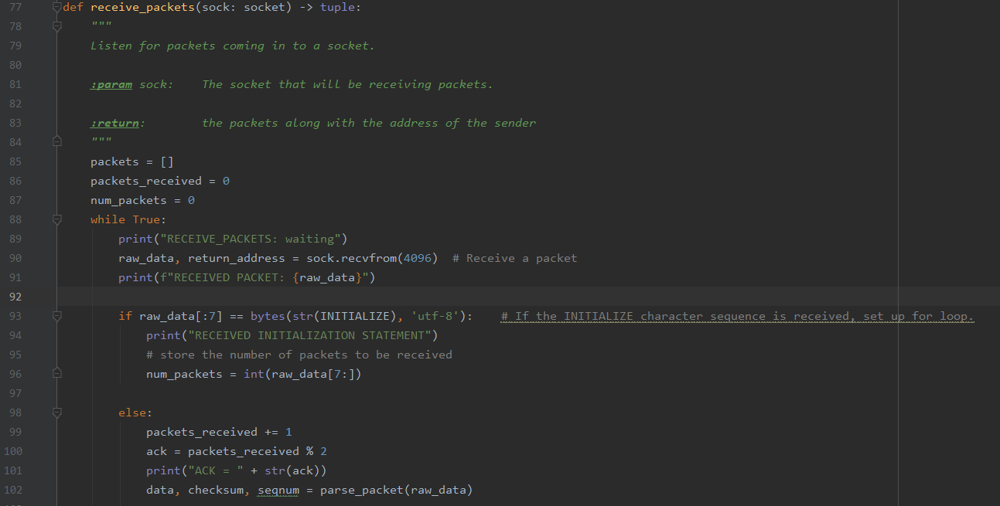 77 def receive_packets(sock: socket) -> tuple:
78 """
79 Listen for packets coming in to a socket.
80
81 :param sock: The socket that will be receiving packets.
82
83 :return: the packets along with the address of the sender
84 """
85 packets = []
86 packets_received = 0
87 num_packets = 0
88 while True:
89 print("RECEIVE_PACKETS: waiting")
90 raw_data, return_address = sock.recvfrom(4096) # Receive a packet
91 print(f"RECEIVED PACKET: {raw_data}")
92
93 if raw_data[:7] == bytes(str(INITIALIZE), 'utf-8'): # If the INITIALIZE character sequence is received, set up for loop.
94 print("RECEIVED INITIALIZATION STATEMENT")
95 # store the number of packets to be received
96 num_packets = int(raw_data[7:])
97
98 else:
99 packets_received += 1
100 ack = packets_received % 2
101 print("ACK = " + str(ack))
102 data, checksum, seqnum = parse_packet(raw_data)